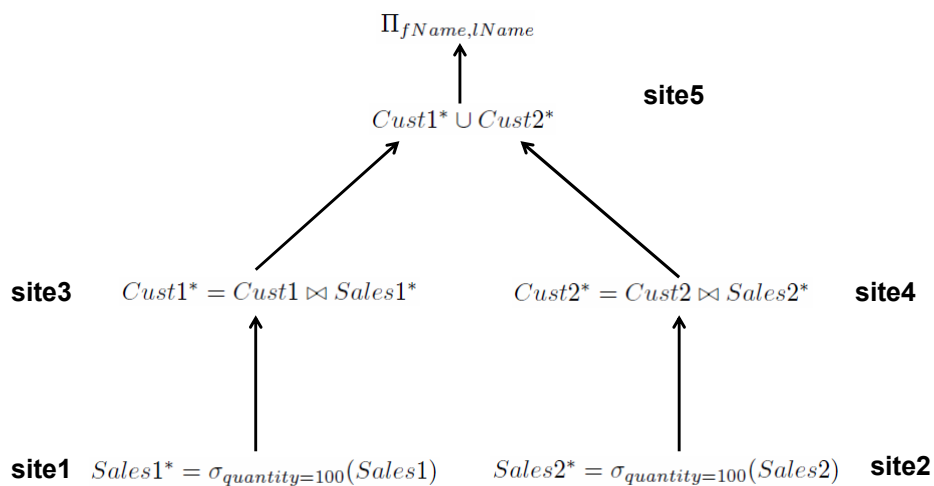 Π_{fName,lName}
site5
Cust1* ∪ Cust2*
site3 Cust1* = Cust1 ⋈ Sales1* Cust2* = Cust2 ⋈ Sales2* site4
site1 Sales1* = σ_{quantity=100}(Sales1) Sales2* = σ_{quantity=100}(Sales2) site2